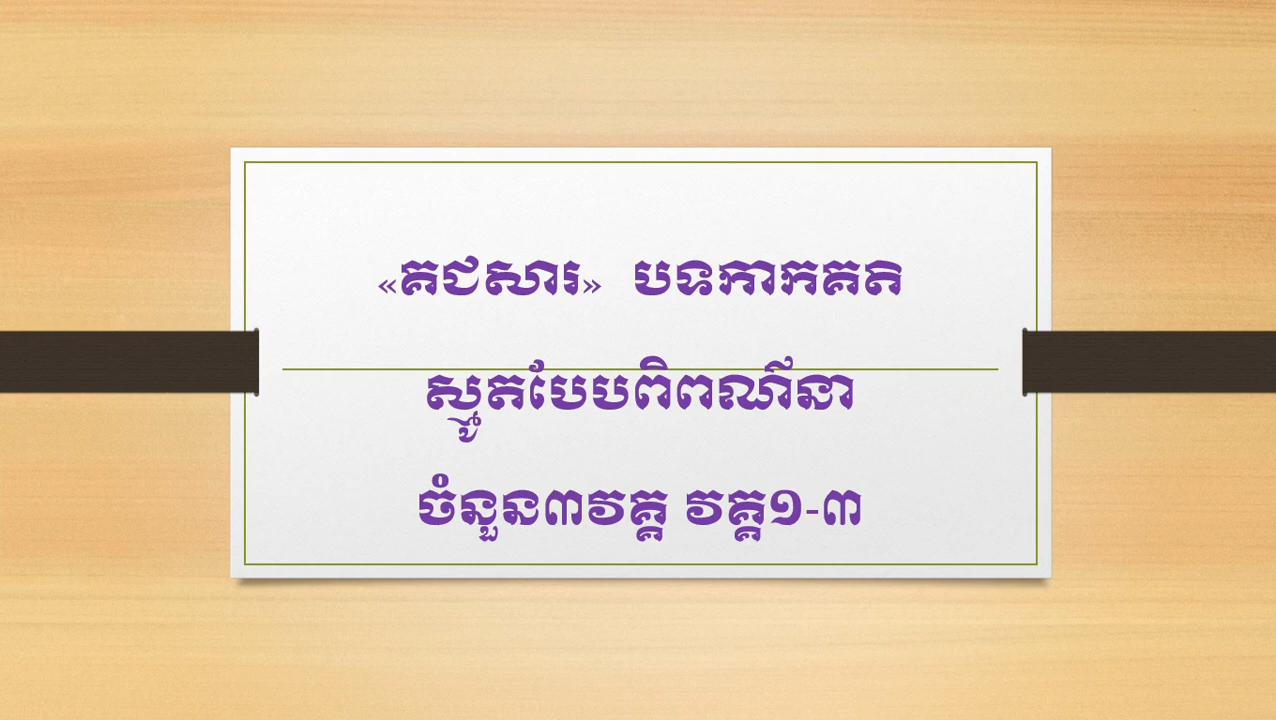 «គជសារ» បទកាកគតិ
ស្មូតបែបពិពណ៌នា
ចំនួន៣វគ្គ វគ្គ១-៣